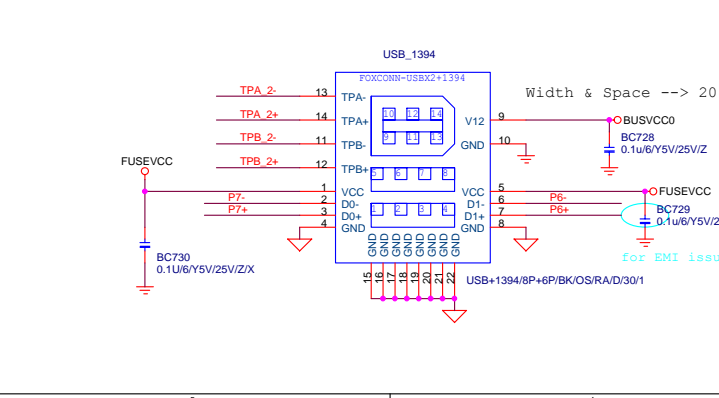 USB_1394
FOXCONN-USBX2+1394
Width & Space --> 20
TPA_2- 13 TPA-
TPA_2+ 14 TPA+
TPB_2- 11 TPB-
TPB_2+ 12 TPB+
10 12 14
9 11 13
V12 9
BUSVCC0
GND 10
BC728
0.1u/6/Y5V/25V/Z
FUSEVCC
5 6 7 8
1 VCC
P7- 2 D0-
P7+ 3 D0+
4 GND
1 2 3 4
VCC 5
FUSEVCC
D1- 6 P6-
D1+ 7 P6+
GND 8
BC729
0.1u/6/Y5V/2
for EMI issu
BC730
0.1U/6/Y5V/25V/Z/X
GND GND GND GND GND GND GND GND
15 16 17 18 19 20 21 22
USB+1394/8P+6P/BK/OS/RA/D/30/1